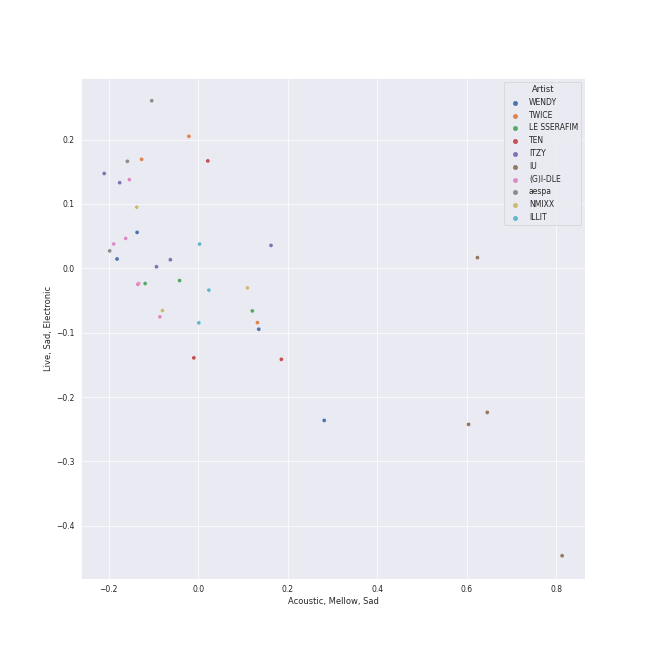 Artist
WENDY
TWICE
LE SSERAFIM
TEN
ITZY
IU
(G)I-DLE
aespa
NMIXX
ILLIT
0.2
0.1
0.0
−0.1
−0.2
−0.3
−0.4
Live, Sad, Electronic
−0.2 0.0 0.2 0.4 0.6 0.8
Acoustic, Mellow, Sad